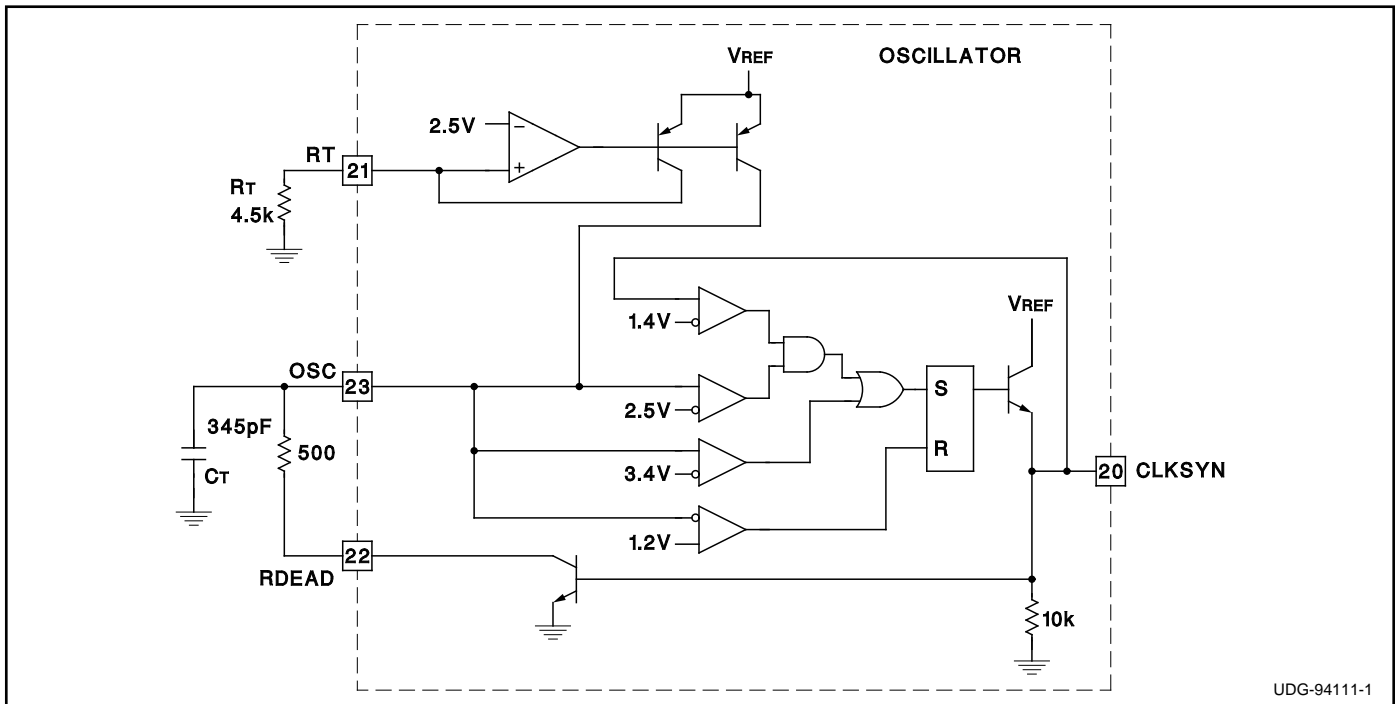 VREF
OSCILLATOR
2.5V
−
+
RT
21
RT
4.5k
1.4V
VREF
OSC
23
2.5V
S
345pF
500
R
3.4V
20 CLKSYN
CT
1.2V
22
RDEAD
10k
UDG-94111-1